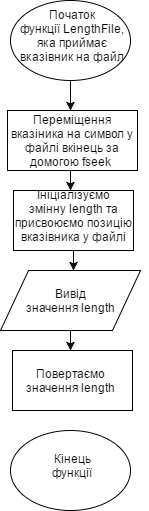 Початок
функції LengthFile,
яка приймає
вказівник на файл
Переміщення
вказіника на символ у
файлі вкінець за
домогою fseek
Ініціалізуємо
змінну length та
присвоюємо позицію
вказівника у файлі
Вивід
значення length
Повертаємо
значення length
Кінець
функції